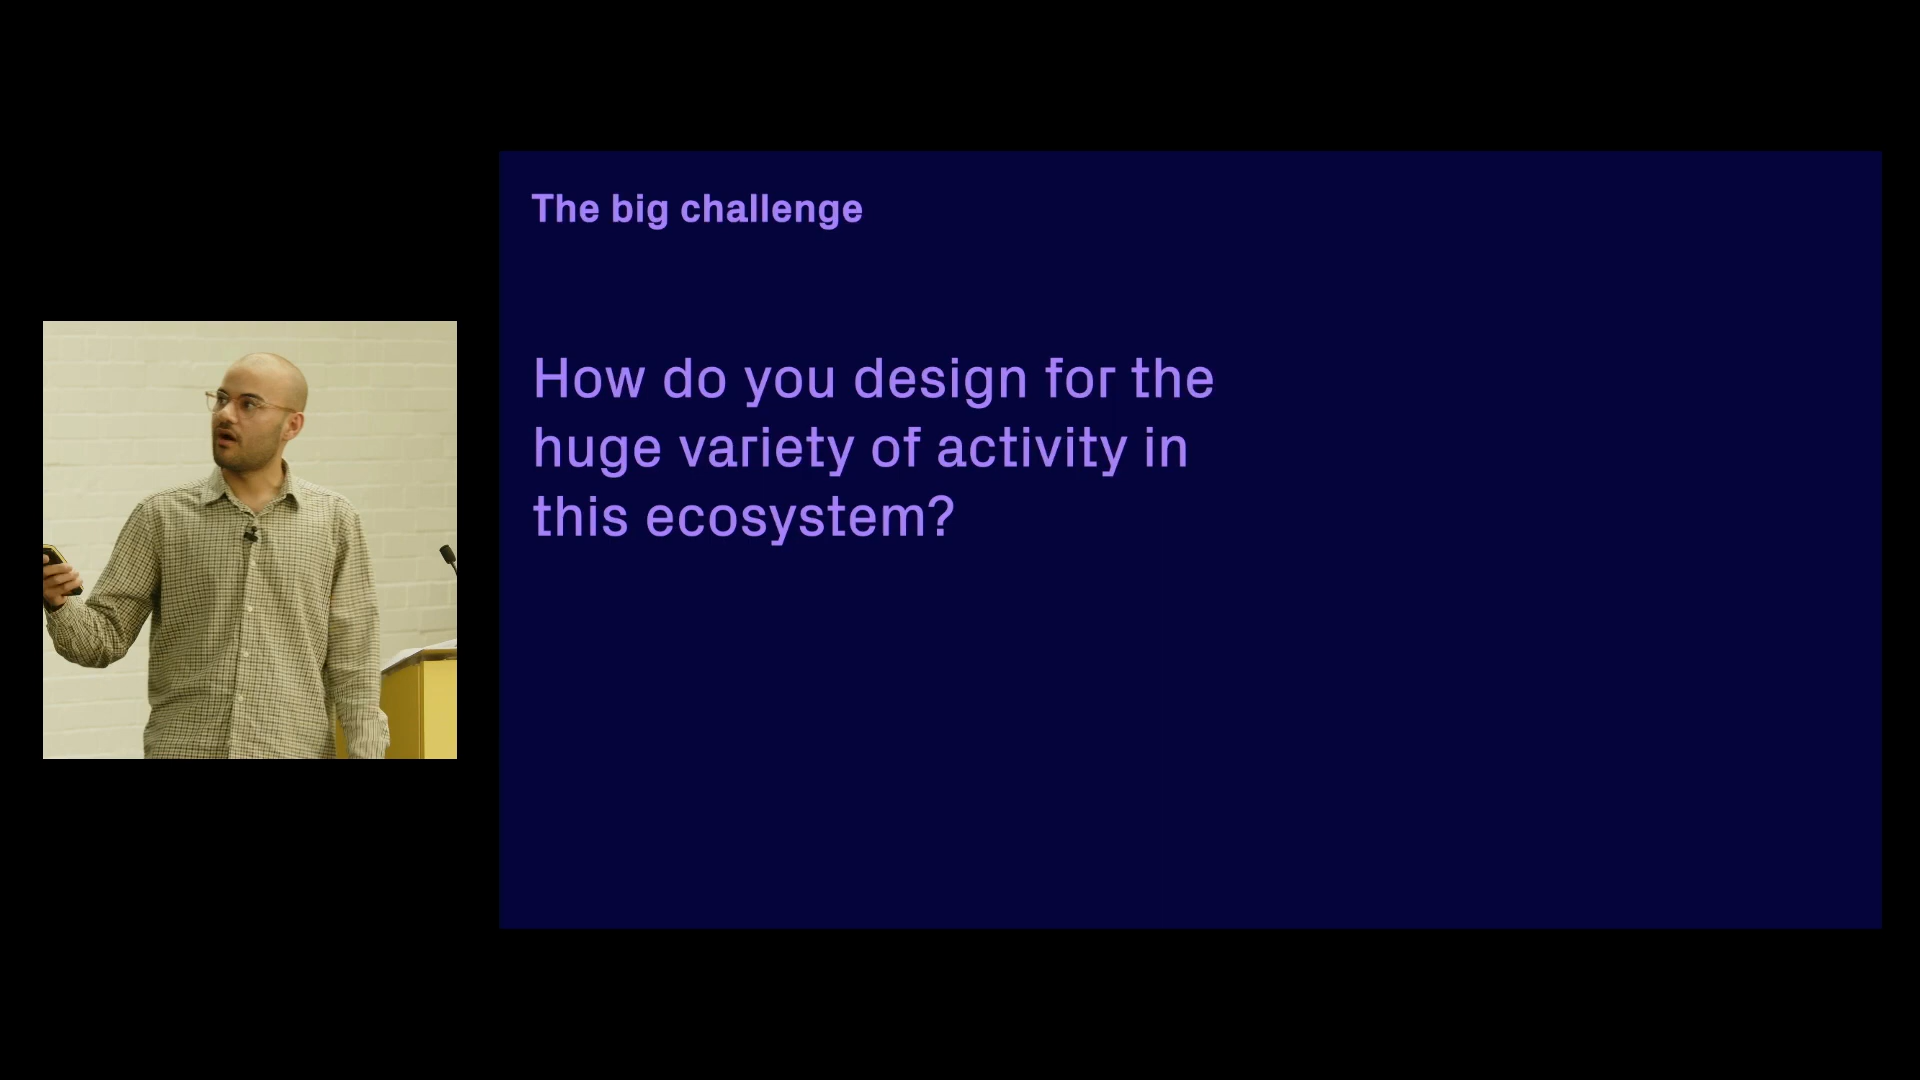 The big challenge
How do you design for the
huge variety of activity in
this ecosystem?